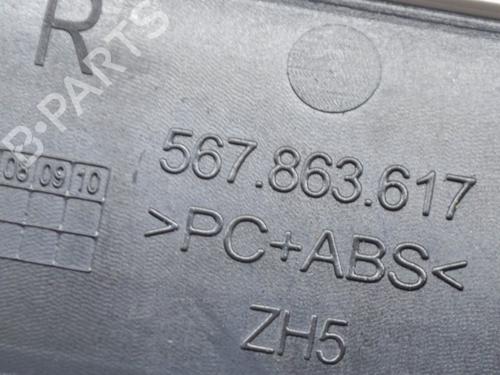 R
B-PARTS
567.863.617
08 09 10
>PC+ABS<
ZH5